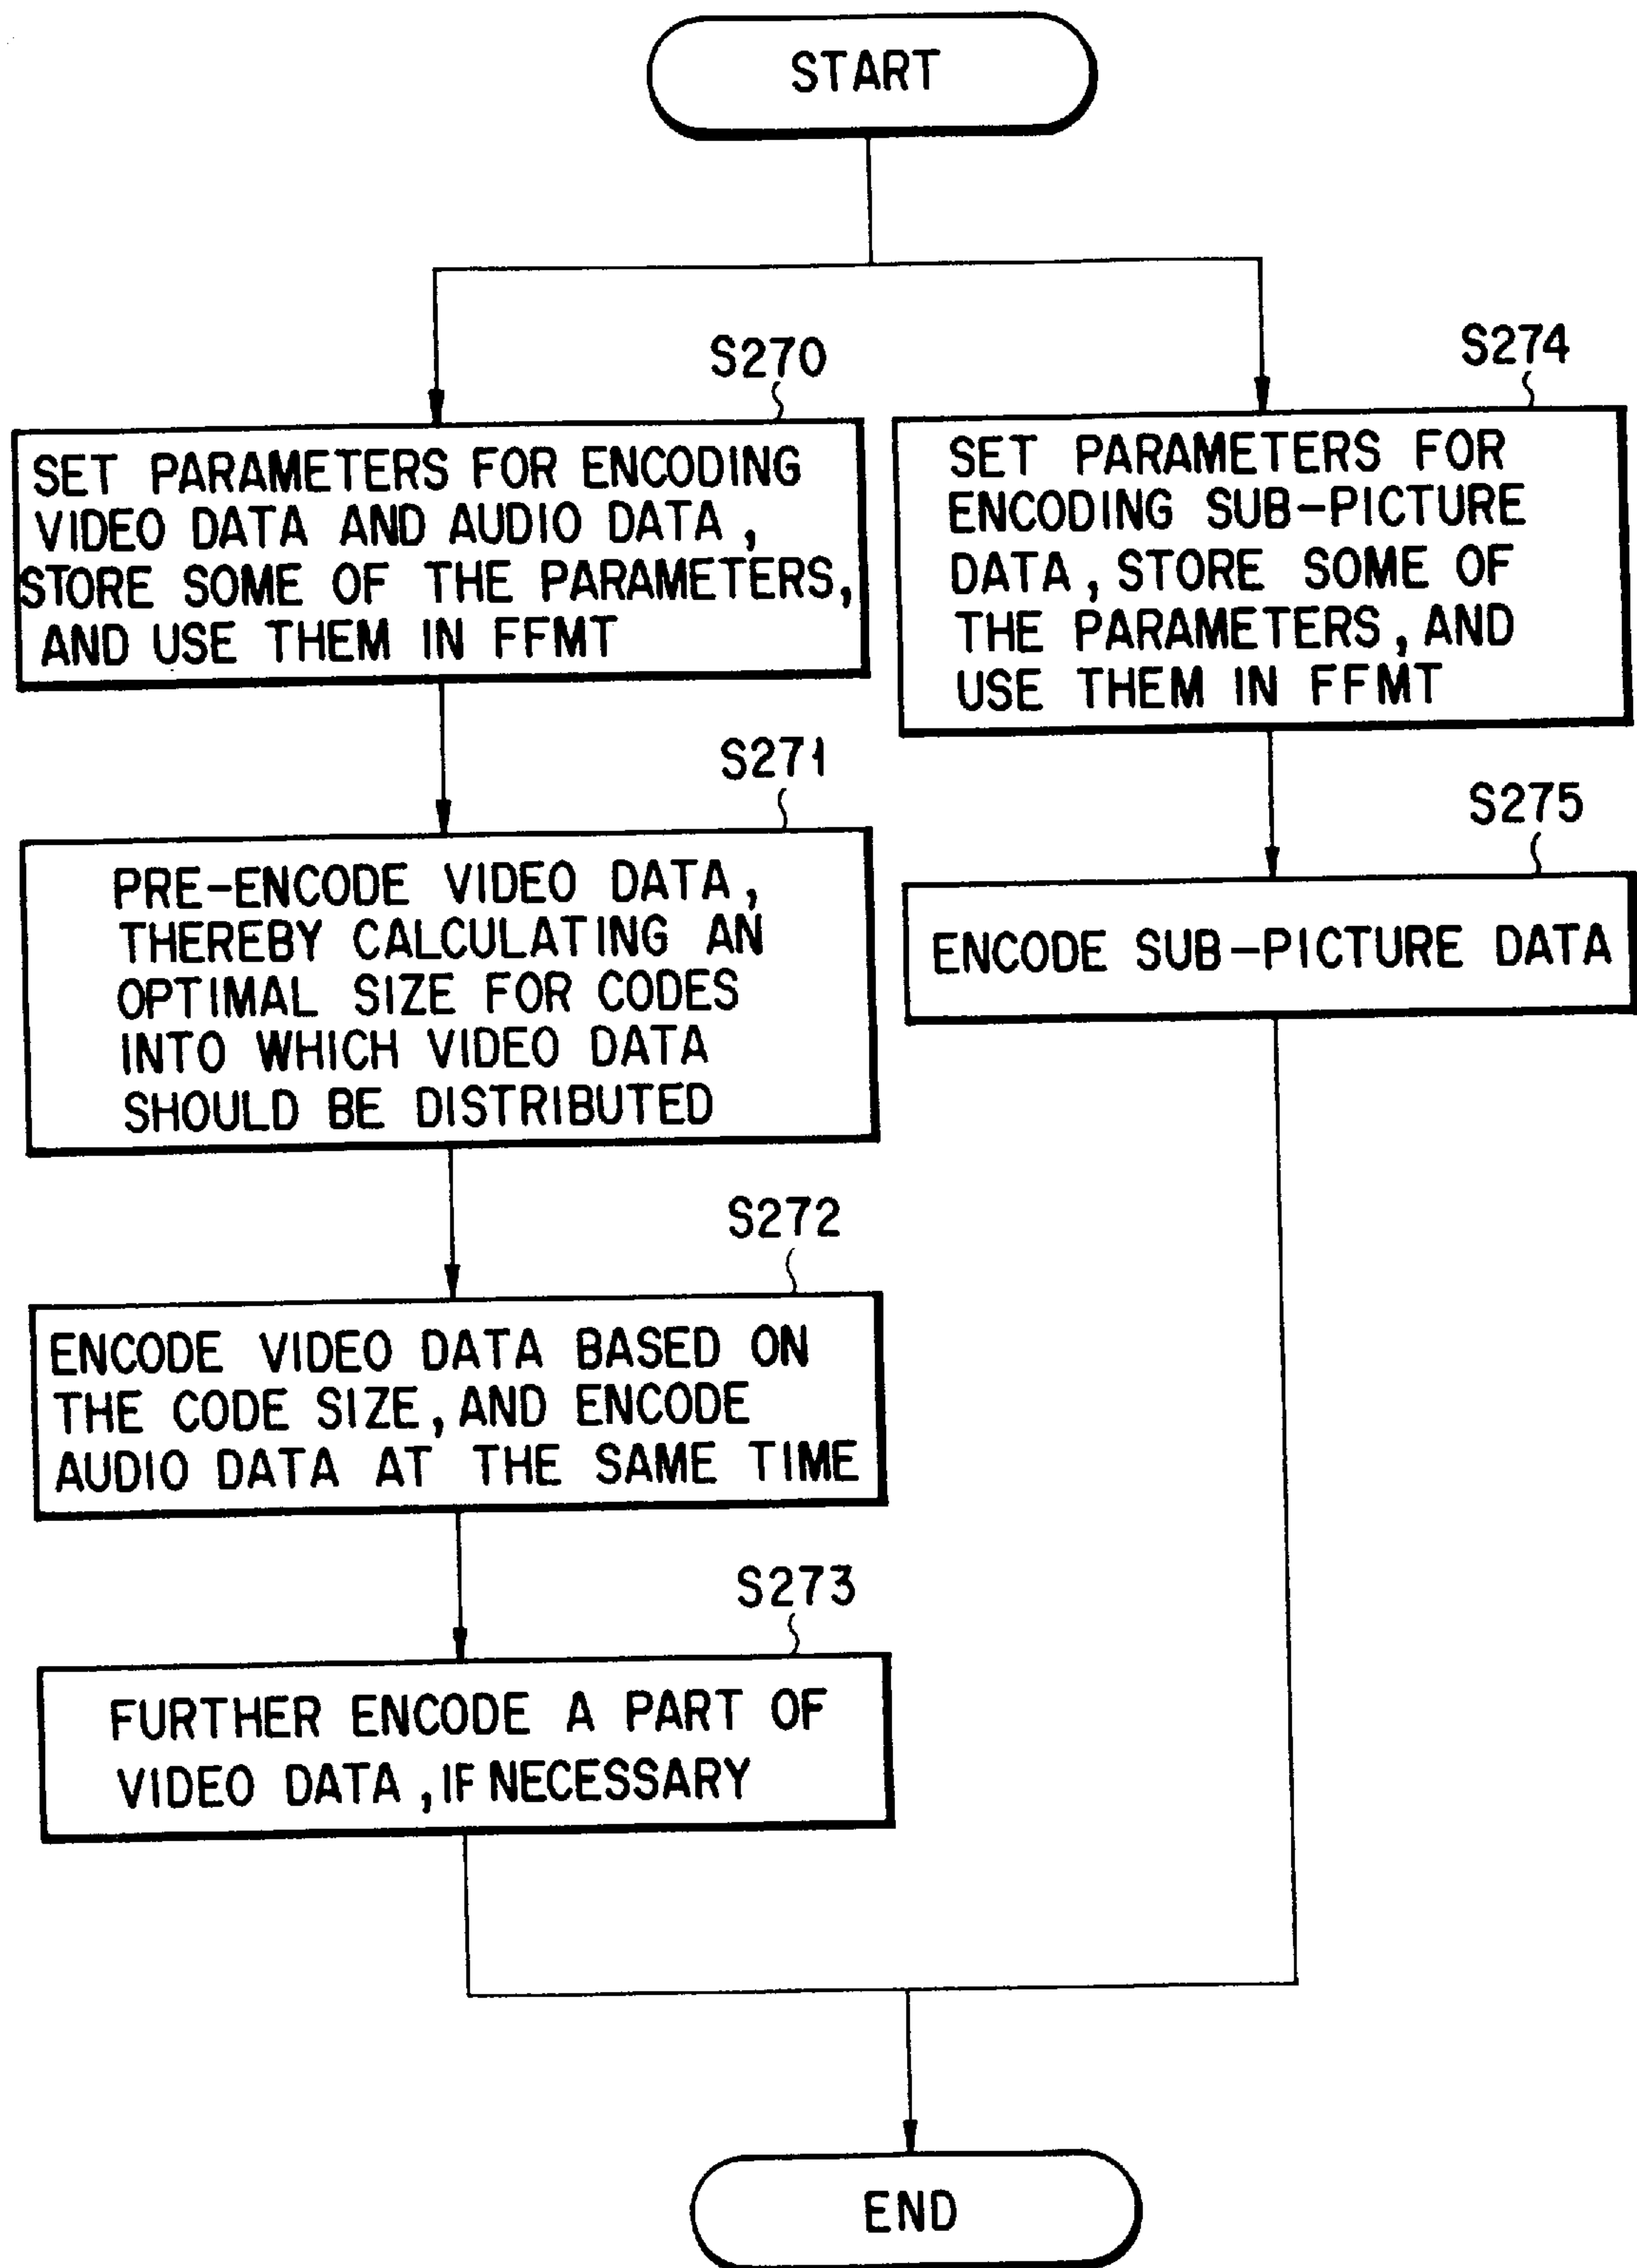 START
S270
SET PARAMETERS FOR ENCODING
VIDEO DATA AND AUDIO DATA,
STORE SOME OF THE PARAMETERS,
AND USE THEM IN FFMT
S271
PRE-ENCODE VIDEO DATA,
THEREBY CALCULATING AN
OPTIMAL SIZE FOR CODES
INTO WHICH VIDEO DATA
SHOULD BE DISTRIBUTED
S272
ENCODE VIDEO DATA BASED ON
THE CODE SIZE, AND ENCODE
AUDIO DATA AT THE SAME TIME
S273
FURTHER ENCODE A PART OF
VIDEO DATA, IF NECESSARY
S274
SET PARAMETERS FOR
ENCODING SUB-PICTURE
DATA, STORE SOME OF
THE PARAMETERS, AND
USE THEM IN FFMT
S275
ENCODE SUB-PICTURE DATA
END